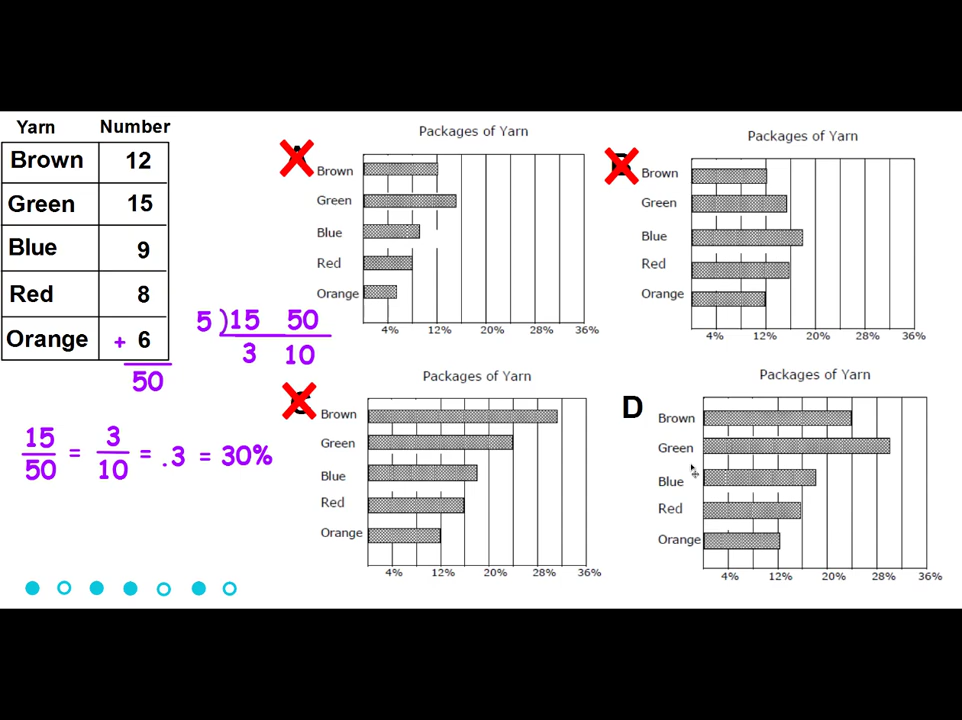 Yarn Number
Brown 12
Green 15
Blue 9
Red 8
Orange + 6
50
5 ) 15 50
3 10
15/50 = 3/10 = .3 = 30%
A
Packages of Yarn
Brown
Green
Blue
Red
Orange
4% 12% 20% 28% 36%
B
Packages of Yarn
Brown
Green
Blue
Red
Orange
4% 12% 20% 28% 36%
C
Packages of Yarn
Brown
Green
Blue
Red
Orange
4% 12% 20% 28% 36%
D
Packages of Yarn
Brown
Green
Blue
Red
Orange
4% 12% 20% 28% 36%